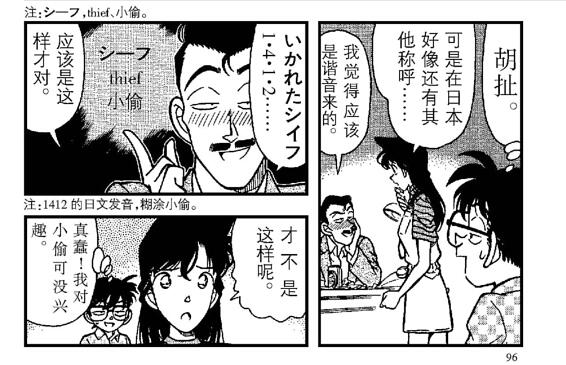 胡扯。
可是在日本
好像还有其
他称呼……
我觉得应该
是谐音来的。
注:シーフ,thief、小偷。
いかれたシイフ
1・4・1・2……
シーフ
thief
小偷
应该是这
样才对。
注:1412的日文发音,糊涂小偷。
才不是
这样呢。
真蠢!我对
小偷可没兴
趣。
96